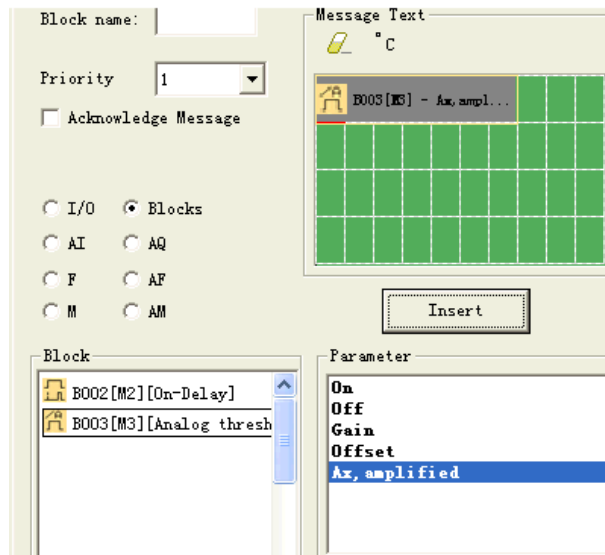 Block name:
Priority 1
Acknowledge Message
I/O Blocks
AI AQ
F AF
M AM
Message Text
°C
B003[M3] - Ax,ampl...
Insert
Block
B002[M2][On-Delay]
B003[M3][Analog thresh
Parameter
On
Off
Gain
Offset
Ax,amplified